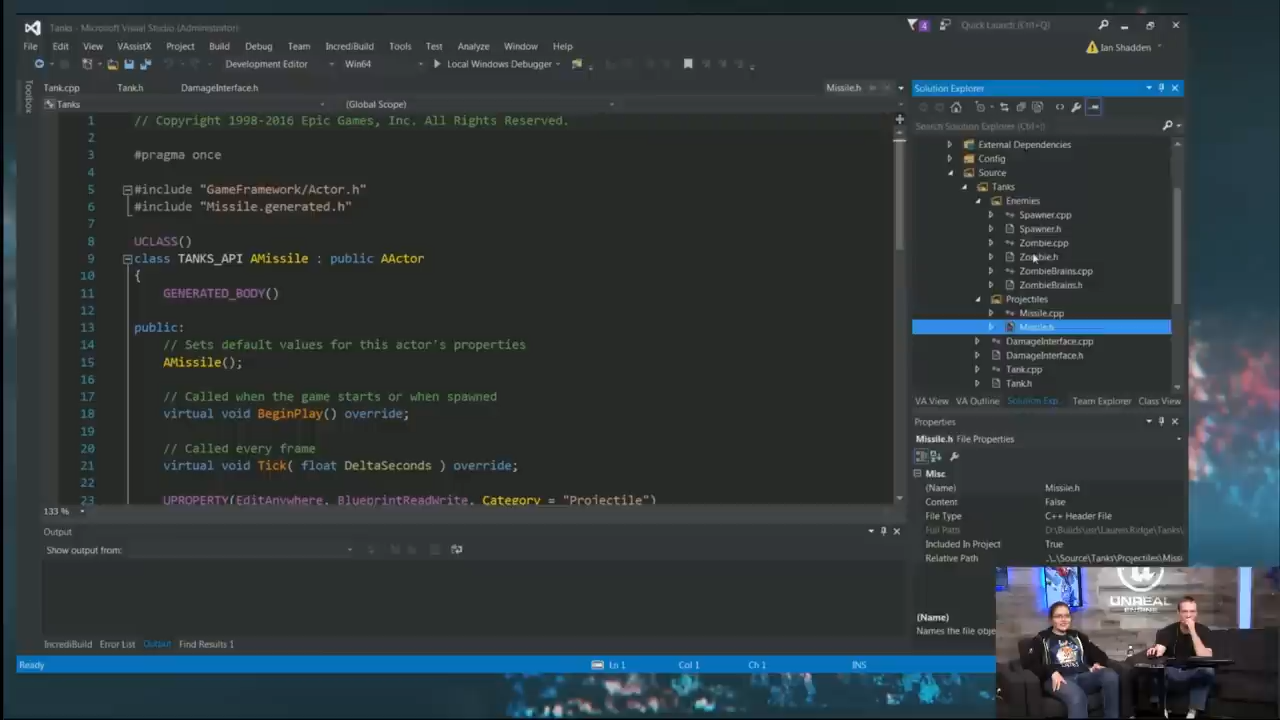 Tanks - Microsoft Visual Studio (Administrator)
4
Quick Launch (Ctrl+Q)
File Edit View VAssistX Project Build Debug Team IncrediBuild Tools Test Analyze Window Help
Ian Shadden
Development Editor Win64 Local Windows Debugger
Toolbox
Tank.cpp Tank.h DamageInterface.h Missile.h
Tanks (Global Scope)
1 // Copyright 1998-2016 Epic Games, Inc. All Rights Reserved.
2
3 #pragma once
4
5 #include "GameFramework/Actor.h"
6 #include "Missile.generated.h"
7
8 UCLASS()
9 class TANKS_API AMissile : public AActor
10 {
11 GENERATED_BODY()
12
13 public:
14 // Sets default values for this actor's properties
15 AMissile();
16
17 // Called when the game starts or when spawned
18 virtual void BeginPlay() override;
19
20 // Called every frame
21 virtual void Tick( float DeltaSeconds ) override;
22
23 UPROPERTY(EditAnywhere, BlueprintReadWrite, Category = "Projectile")
133 %
Output
Show output from:
IncrediBuild Error List Output Find Results 1
Ready Ln 1 Col 1 Ch 1 INS
Solution Explorer
Search Solution Explorer (Ctrl+;)
External Dependencies
Config
Source
Tanks
Enemies
Spawner.cpp
Spawner.h
Zombie.cpp
Zombie.h
ZombieBrains.cpp
ZombieBrains.h
Projectiles
Missile.cpp
Missile.h
DamageInterface.cpp
DamageInterface.h
Tank.cpp
Tank.h
VA View VA Outline Solution Exp... Team Explorer Class View
Properties
Missile.h File Properties
Misc
(Name) Missile.h
Content False
File Type C++ Header File
Full Path D:\Builds\usr\Lauren.Ridge\Tanks\
Included In Project True
Relative Path ..\..\Source\Tanks\Projectiles\Missi
(Name)
Names the file obje
UNREAL
ENGINE